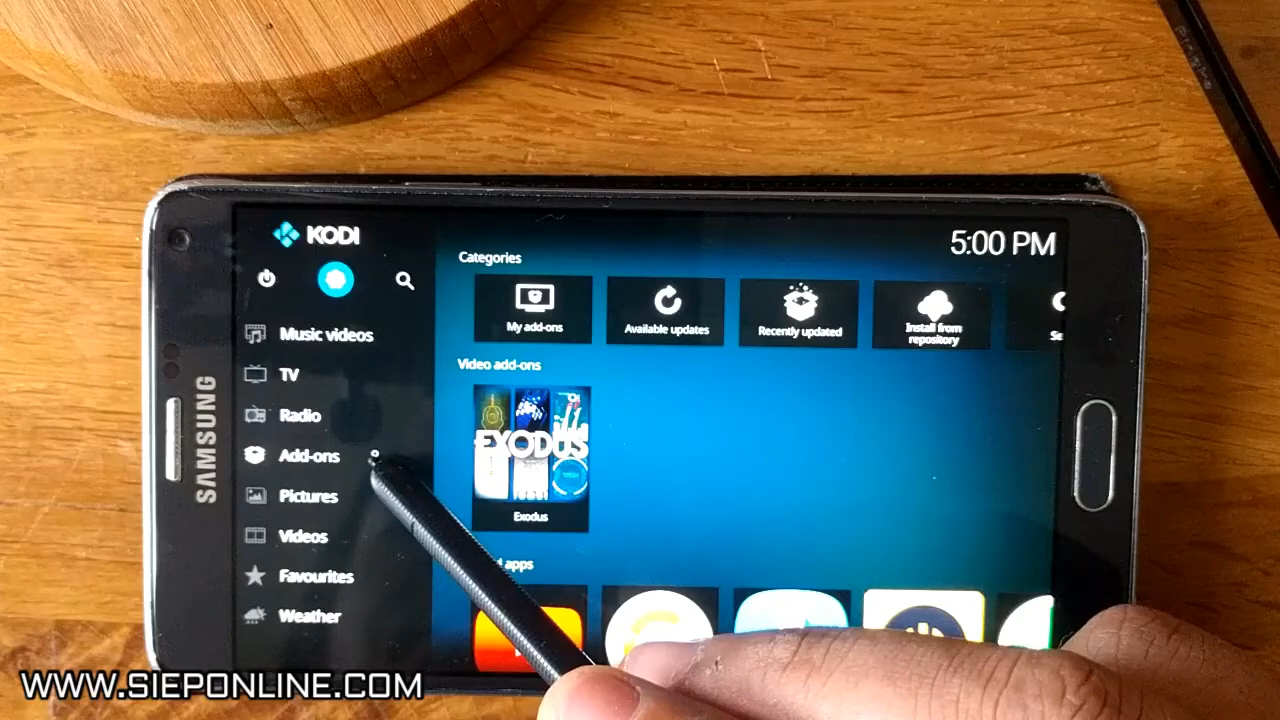 KODI
5:00 PM
Categories
My add-ons
Available updates
Recently updated
Install from
repository
Music videos
TV
Radio
Add-ons
Pictures
Videos
Favourites
Weather
Video add-ons
EXODUS
Exodus
apps
SAMSUNG
WWW.SIEPONLINE.COM